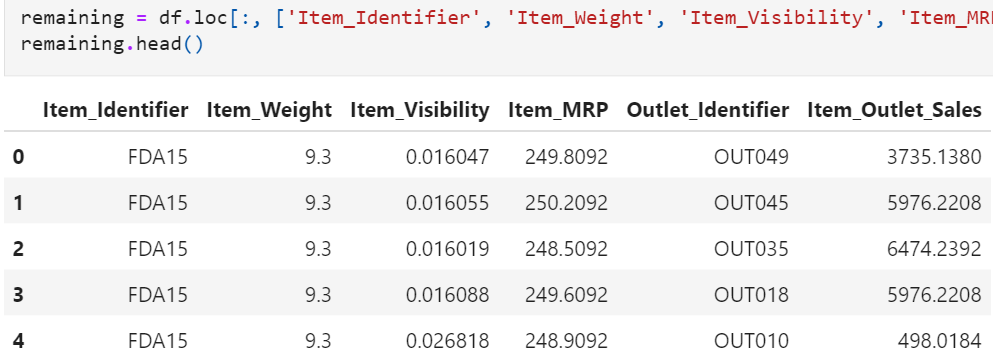 remaining = df.loc[:, ['Item_Identifier', 'Item_Weight', 'Item_Visibility', 'Item_MR
remaining.head()
Item_Identifier Item_Weight Item_Visibility Item_MRP Outlet_Identifier Item_Outlet_Sales
0 FDA15 9.3 0.016047 249.8092 OUT049 3735.1380
1 FDA15 9.3 0.016055 250.2092 OUT045 5976.2208
2 FDA15 9.3 0.016019 248.5092 OUT035 6474.2392
3 FDA15 9.3 0.016088 249.6092 OUT018 5976.2208
4 FDA15 9.3 0.026818 248.9092 OUT010 498.0184